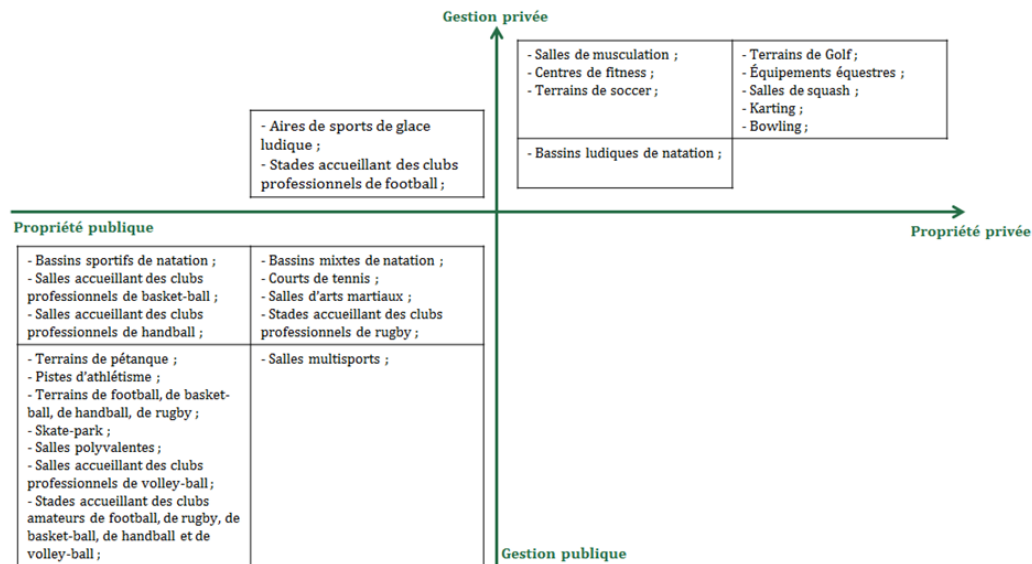 Gestion privée
- Salles de musculation ;
- Centres de fitness ;
- Terrains de soccer ;
- Terrains de Golf ;
- Équipements équestres ;
- Salles de squash ;
- Karting ;
- Bowling ;
- Aires de sports de glace
ludique ;
- Stades accueillant des clubs
professionnels de football ;
- Bassins ludiques de natation ;
Propriété publique
Propriété privée
- Bassins sportifs de natation ;
- Salles accueillant des clubs
professionnels de basket-ball ;
- Salles accueillant des clubs
professionnels de handball ;
- Bassins mixtes de natation ;
- Courts de tennis ;
- Salles d'arts martiaux ;
- Stades accueillant des clubs
professionnels de rugby ;
- Terrains de pétanque ;
- Pistes d'athlétisme ;
- Terrains de football, de basket-
ball, de handball, de rugby ;
- Skate-park ;
- Salles polyvalentes ;
- Salles accueillant des clubs
professionnels de volley-ball ;
- Stades accueillant des clubs
amateurs de football, de rugby, de
basket-ball, de handball et de
volley-ball ;
- Salles multisports ;
Gestion publique